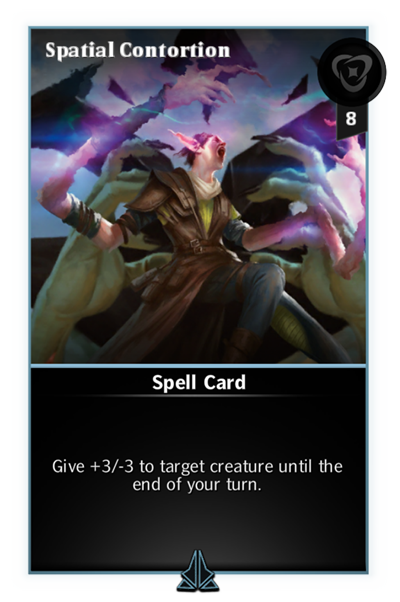 Spatial Contortion
8
Spell Card
Give +3/-3 to target creature until the
end of your turn.